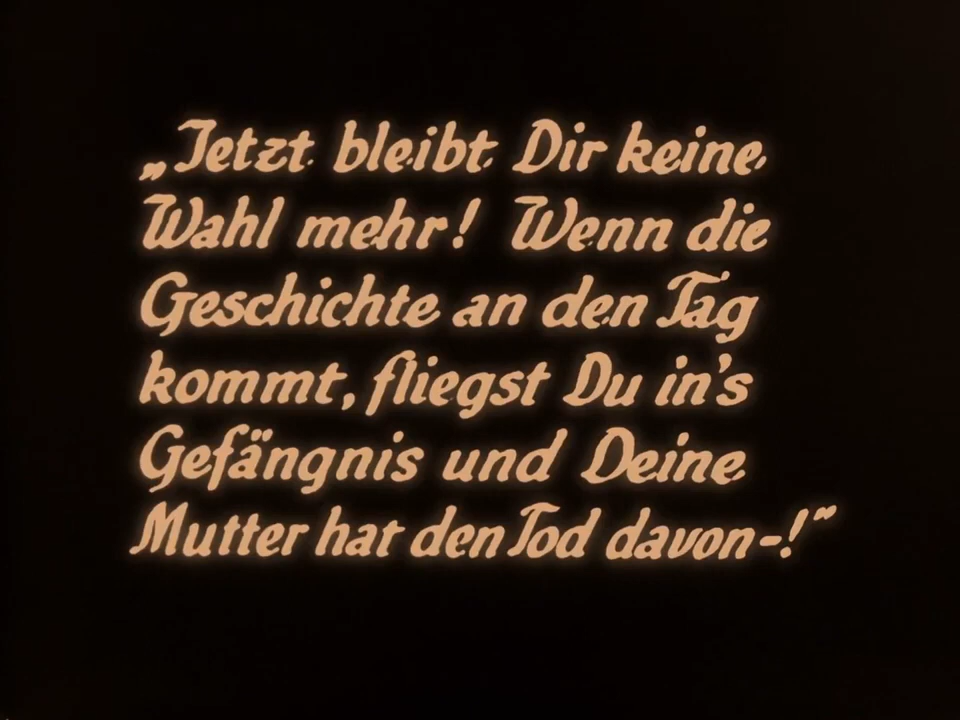 „Jetzt bleibt Dir keine
Wahl mehr! Wenn die
Geschichte an den Tag
kommt, fliegst Du in's
Gefängnis und Deine
Mutter hat den Tod davon-!"